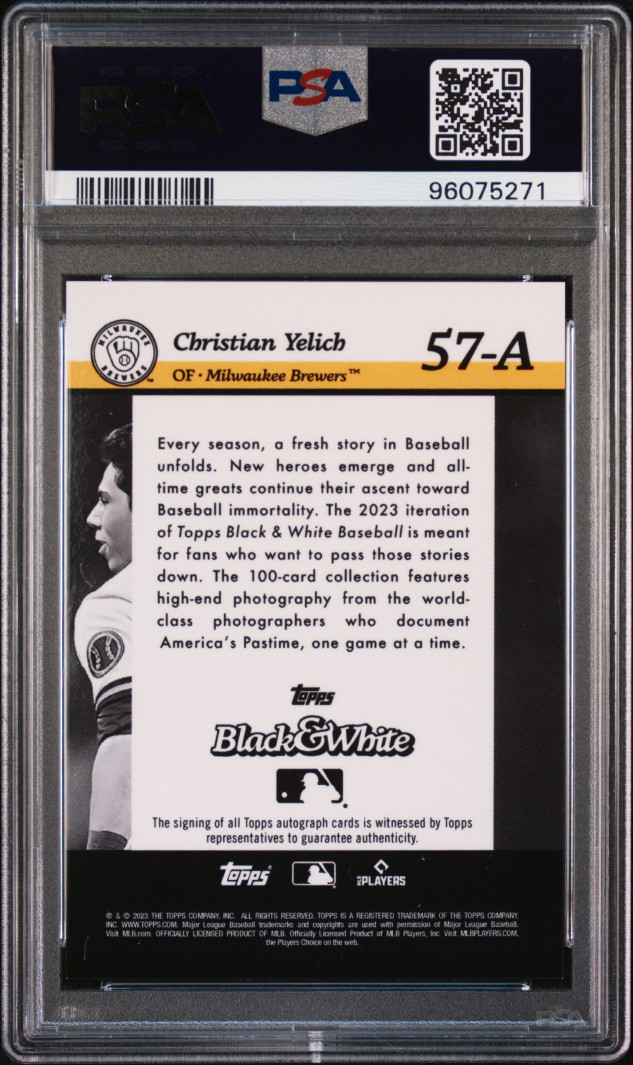 PSA
PSA
96075271
MILWAUKEE BREWERS™
Christian Yelich
57-A
OF · Milwaukee Brewers™
Every season, a fresh story in Baseball
unfolds. New heroes emerge and all-
time greats continue their ascent toward
Baseball immortality. The 2023 iteration
of Topps Black & White Baseball is meant
for fans who want to pass those stories
down. The 100-card collection features
high-end photography from the world-
class photographers who document
America's Pastime, one game at a time.
Topps
Black&White
The signing of all Topps autograph cards is witnessed by Topps
representatives to guarantee authenticity.
Topps MLB PLAYERS
® & © 2023 THE TOPPS COMPANY, INC. ALL RIGHTS RESERVED. TOPPS IS A REGISTERED TRADEMARK OF THE TOPPS COMPANY,
INC. WWW.TOPPS.COM. Major League Baseball trademarks and copyrights are used with permission of Major League Baseball.
Visit MLB.com. OFFICIALLY LICENSED PRODUCT OF MLB. Officially Licensed Product of MLB Players, Inc. Visit MLBPLAYERS.COM,
the Players Choice on the web.
PSA